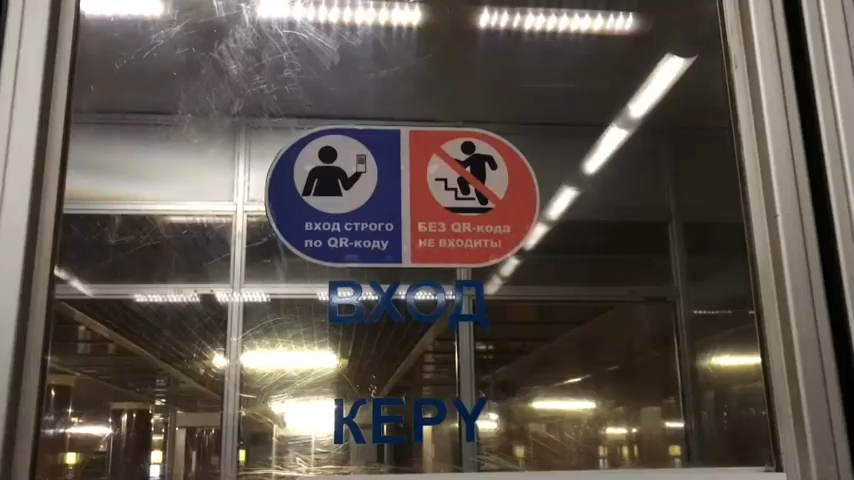 ВХОД СТРОГО
по QR-коду
БЕЗ QR-кода
НЕ ВХОДИТЬ!
ВХОД
КЕРУ